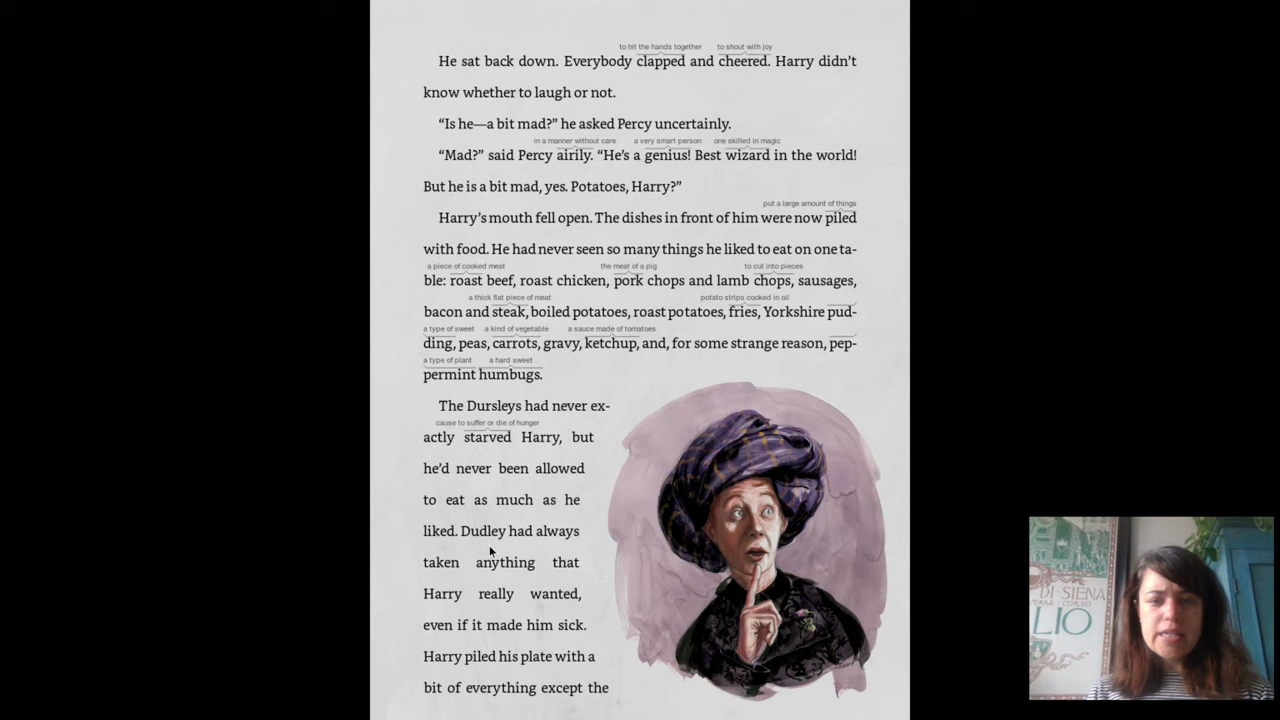 to hit the hands together to shout with joy
He sat back down. Everybody clapped and cheered. Harry didn't
know whether to laugh or not.
“Is he—a bit mad?” he asked Percy uncertainly.
in a manner without care a very smart person one skilled in magic
“Mad?” said Percy airily. “He's a genius! Best wizard in the world!
But he is a bit mad, yes. Potatoes, Harry?”
put a large amount of things
Harry's mouth fell open. The dishes in front of him were now piled
with food. He had never seen so many things he liked to eat on one ta-
a piece of cooked meat the meat of a pig to cut into pieces
ble: roast beef, roast chicken, pork chops and lamb chops, sausages,
a thick flat piece of meat potato strips cooked in oil
bacon and steak, boiled potatoes, roast potatoes, fries, Yorkshire pud-
a type of sweet a kind of vegetable a sauce made of tomatoes
ding, peas, carrots, gravy, ketchup, and, for some strange reason, pep-
a type of plant a hard sweet
permint humbugs.
The Dursleys had never ex-
cause to suffer or die of hunger
actly starved Harry, but
he'd never been allowed
to eat as much as he
liked. Dudley had always
taken anything that
Harry really wanted,
even if it made him sick.
Harry piled his plate with a
bit of everything except the
DI SIENA
LIO